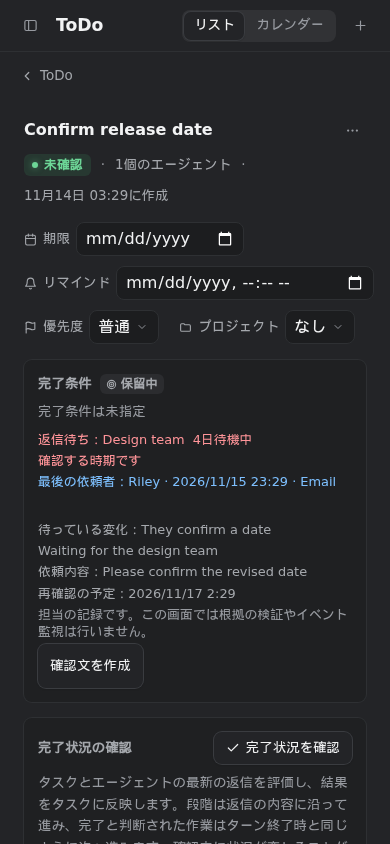 ToDo
リスト
カレンダー
ToDo
Confirm release date
未確認 · 1個のエージェント ·
11月14日 03:29に作成
期限 mm/dd/yyyy
リマインド mm/dd/yyyy, --:-- --
優先度 普通 プロジェクト なし
完了条件 保留中
完了条件は未指定
返信待ち：Design team 4日待機中
確認する時期です
最後の依頼者：Riley · 2026/11/15 23:29 · Email
待っている変化：They confirm a date
Waiting for the design team
依頼内容：Please confirm the revised date
再確認の予定：2026/11/17 2:29
担当の記録です。この画面では根拠の検証やイベント
監視は行いません。
確認文を作成
完了状況の確認 完了状況を確認
タスクとエージェントの最新の返信を評価し、結果
をタスクに反映します。段階は返信の内容に沿って
進み、完了と判断された作業はターン終了時と同じ